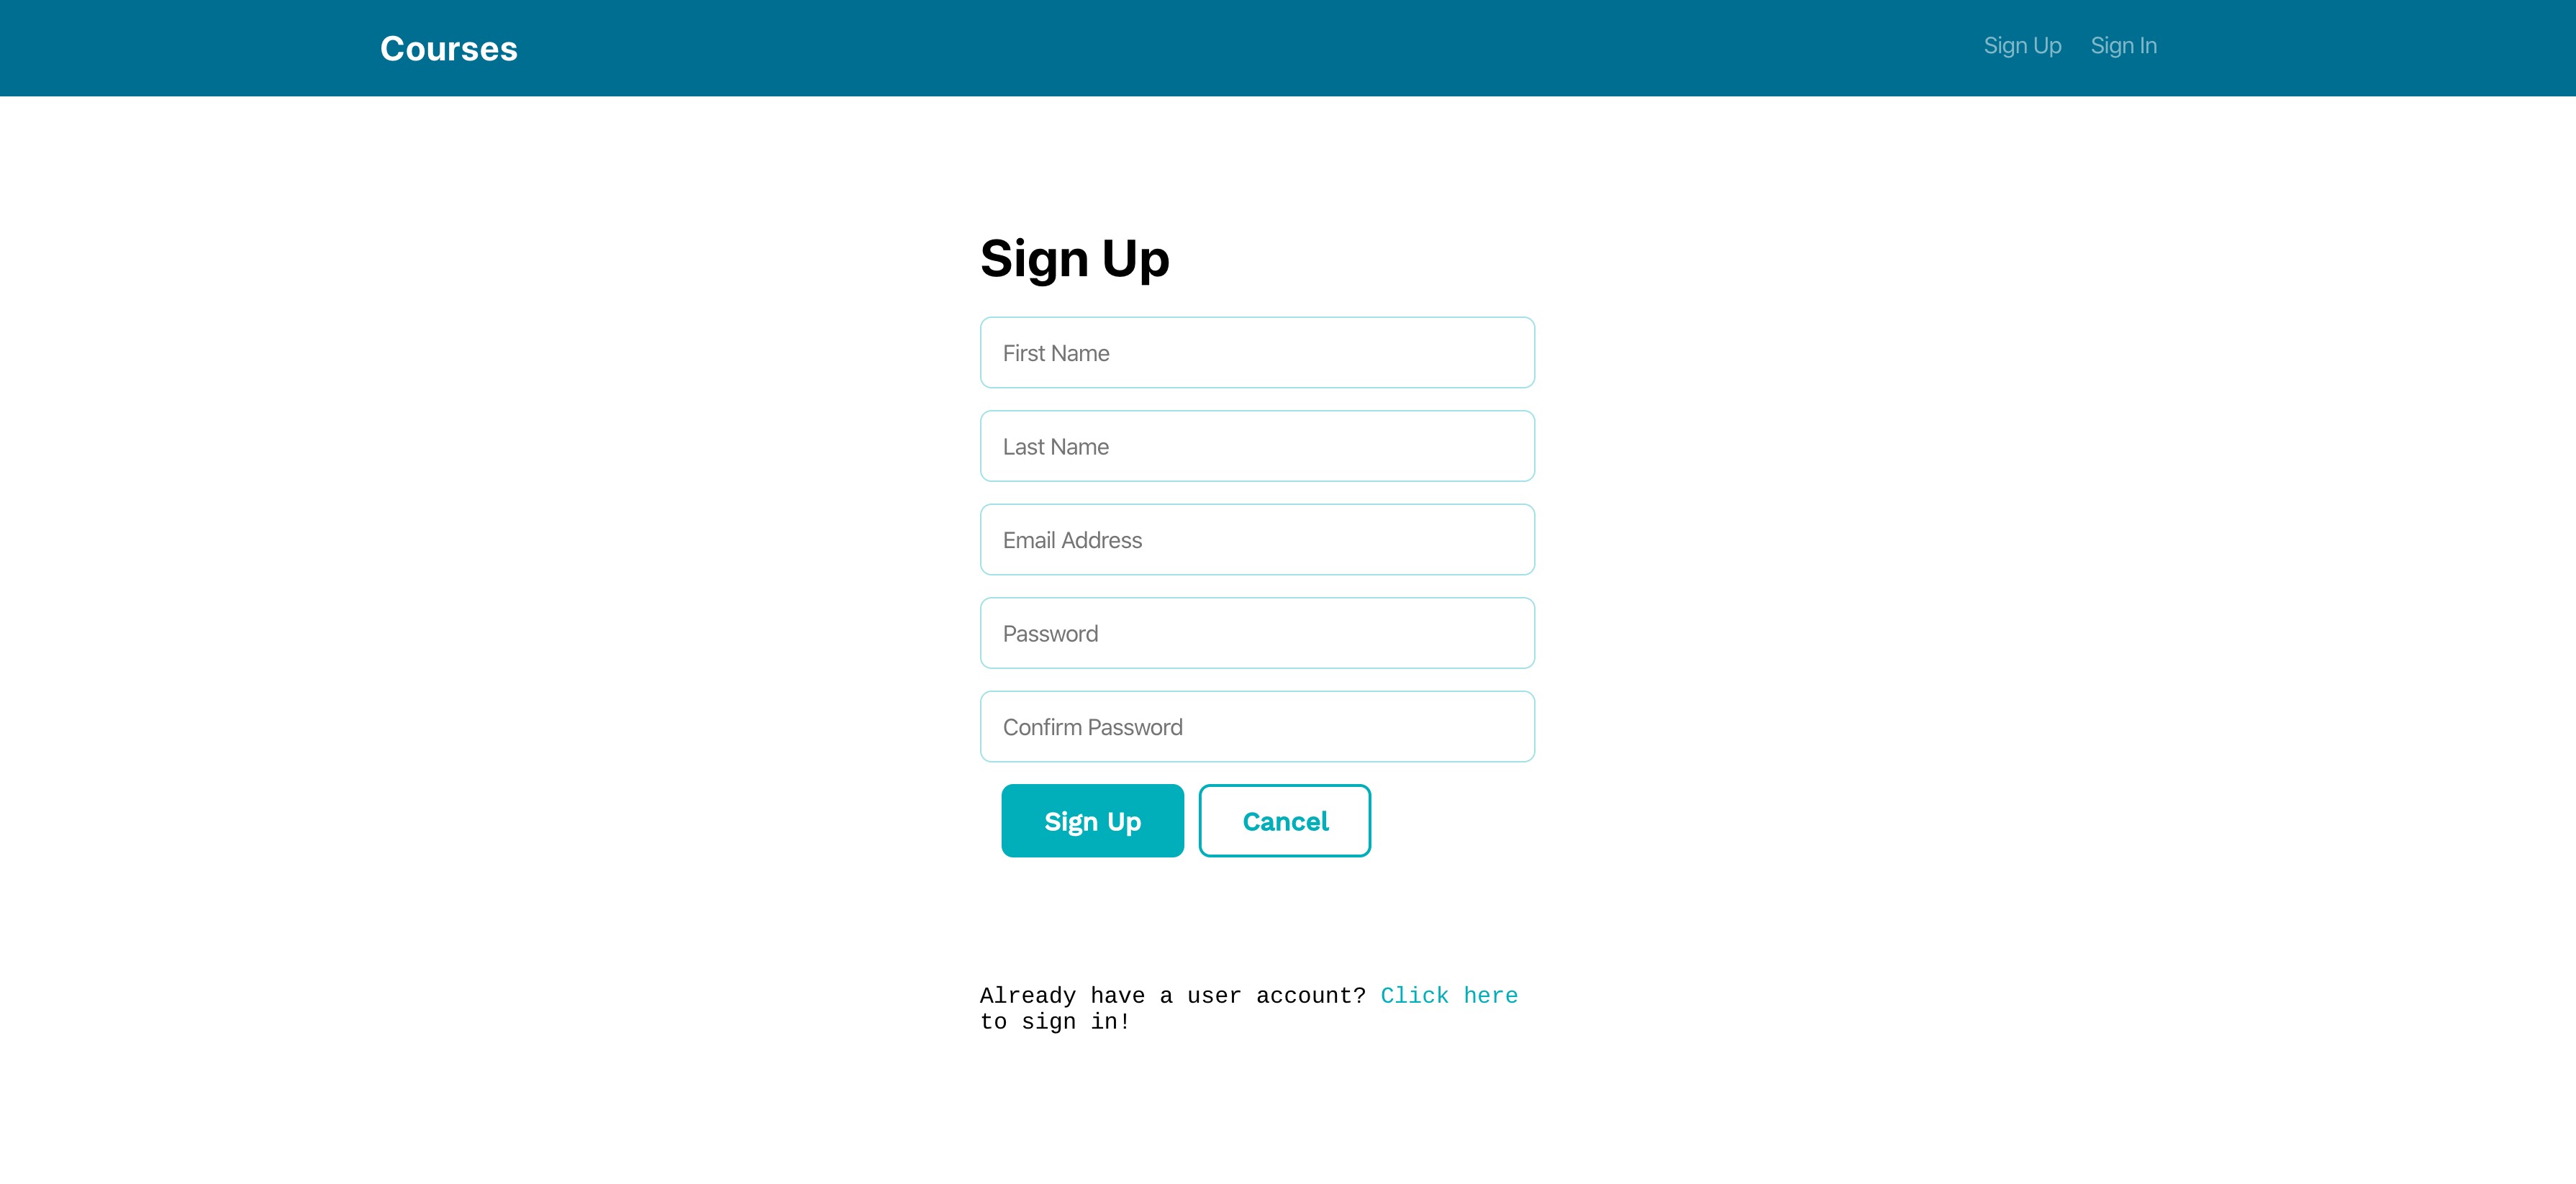 Courses
Sign Up
Sign In
Sign Up
First Name
Last Name
Email Address
Password
Confirm Password
Sign Up
Cancel
Already have a user account? Click here
to sign in!